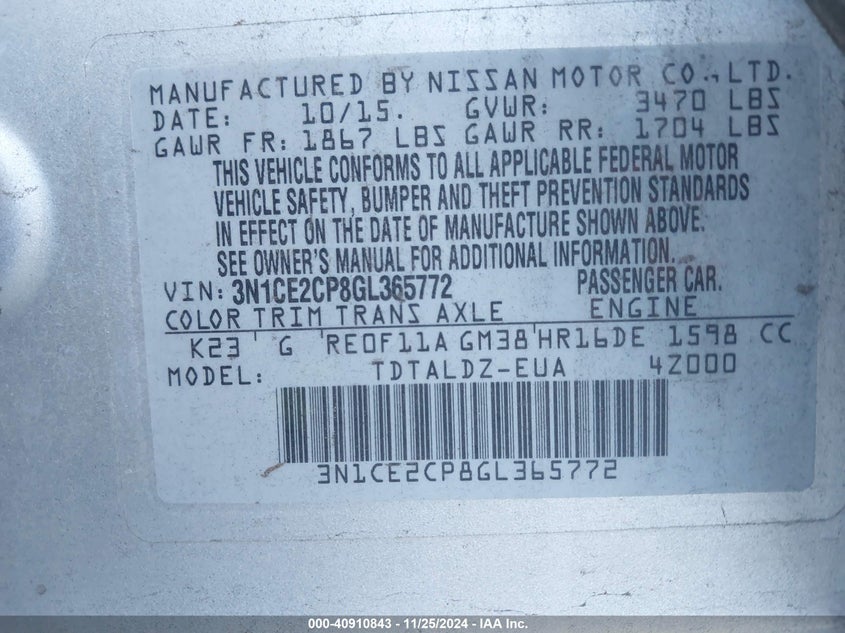 MANUFACTURED BY NISSAN MOTOR CO.,LTD.
DATE: 10/15. GVWR: 3470 LBS
GAWR FR: 1867 LBS GAWR RR: 1704 LBS
THIS VEHICLE CONFORMS TO ALL APPLICABLE FEDERAL MOTOR
VEHICLE SAFETY, BUMPER AND THEFT PREVENTION STANDARDS
IN EFFECT ON THE DATE OF MANUFACTURE SHOWN ABOVE.
SEE OWNER'S MANUAL FOR ADDITIONAL INFORMATION.
VIN: 3N1CE2CP8GL365772 PASSENGER CAR.
COLOR TRIM TRANS AXLE ENGINE
K23 G RE0F11A GM38 HR16DE 1598 CC
MODEL: TDTALDZ-EUA 4Z000
3N1CE2CP8GL365772
000-40910843 - 11/25/2024 - IAA Inc.